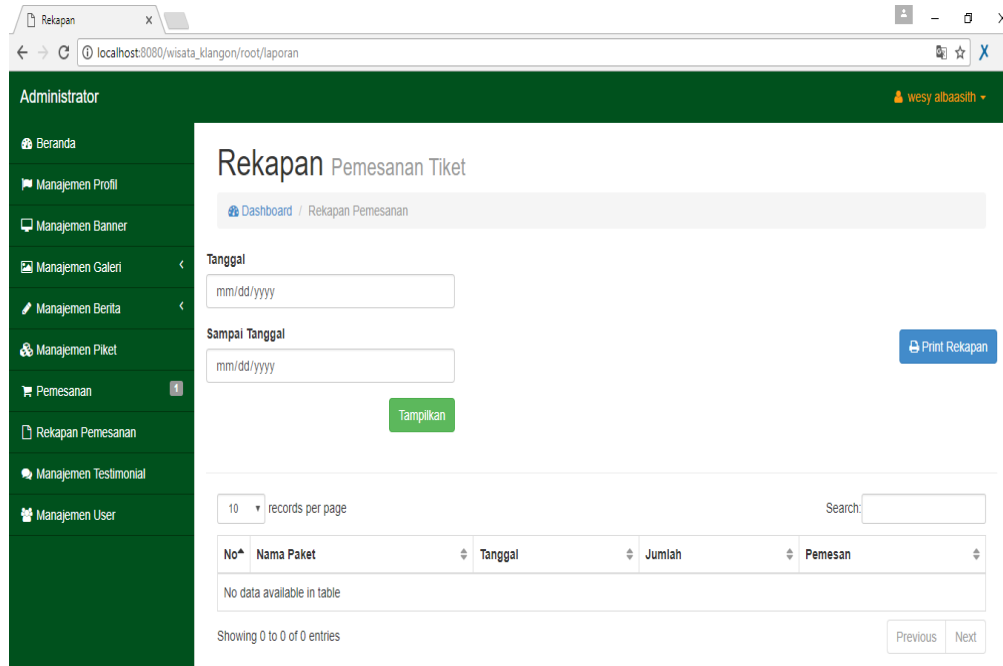 Rekapan
localhost:8080/wisata_klangon/root/laporan
Administrator
wesy albaasith
Beranda
Manajemen Profil
Manajemen Banner
Manajemen Galeri
Manajemen Berita
Manajemen Piket
Pemesanan 1
Rekapan Pemesanan
Manajemen Testimonial
Manajemen User
Rekapan Pemesanan Tiket
Dashboard / Rekapan Pemesanan
Tanggal
mm/dd/yyyy
Sampai Tanggal
mm/dd/yyyy
Tampilkan
Print Rekapan
10 records per page
Search:
No Nama Paket Tanggal Jumlah Pemesan
No data available in table
Showing 0 to 0 of 0 entries
Previous Next